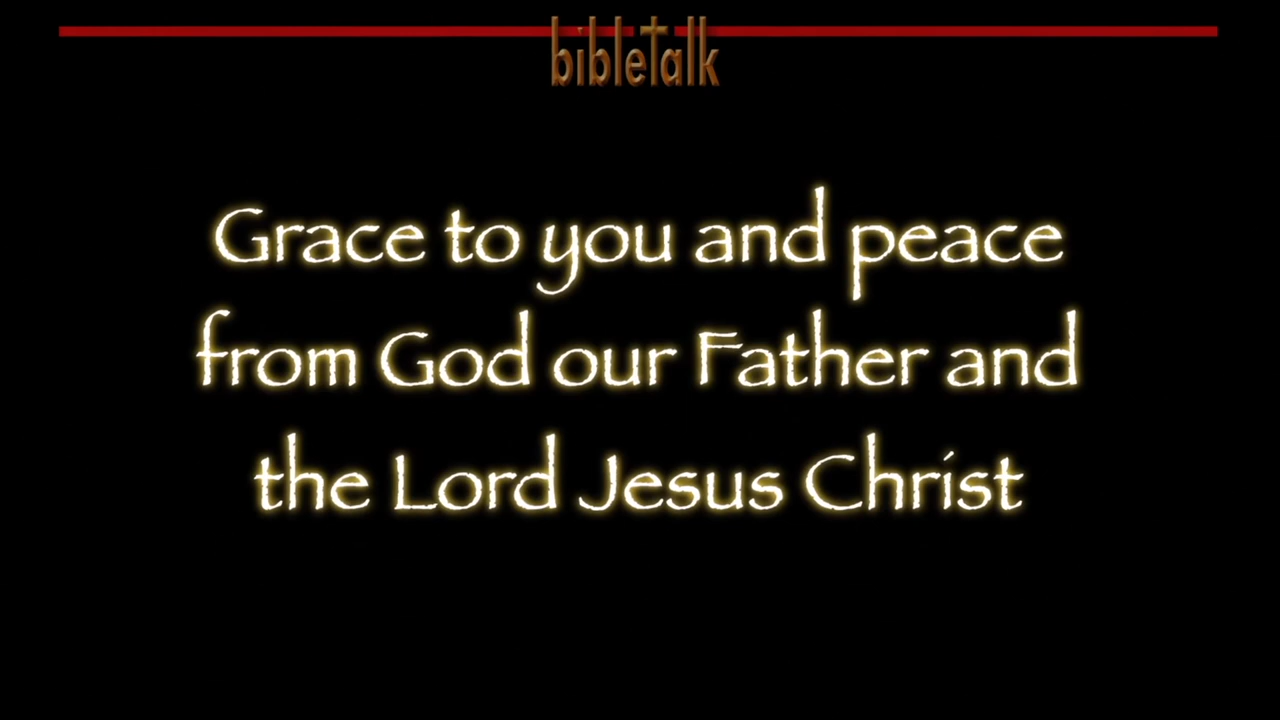 bibleTalk
Grace to you and peace
from God our Father and
the Lord Jesus Christ